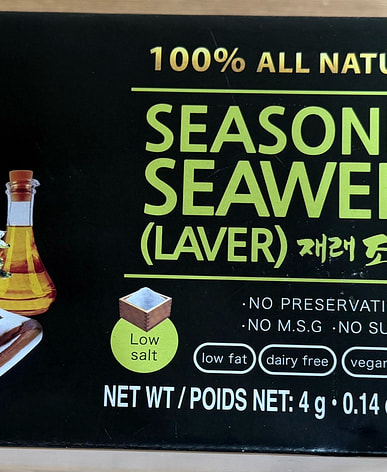 100% ALL NATU
SEASON
SEAWE
(LAVER) 재래
·NO PRESERVATI
·NO M.S.G ·NO SU
Low
salt
low fat dairy free vegan
NET WT / POIDS NET: 4 g • 0.14